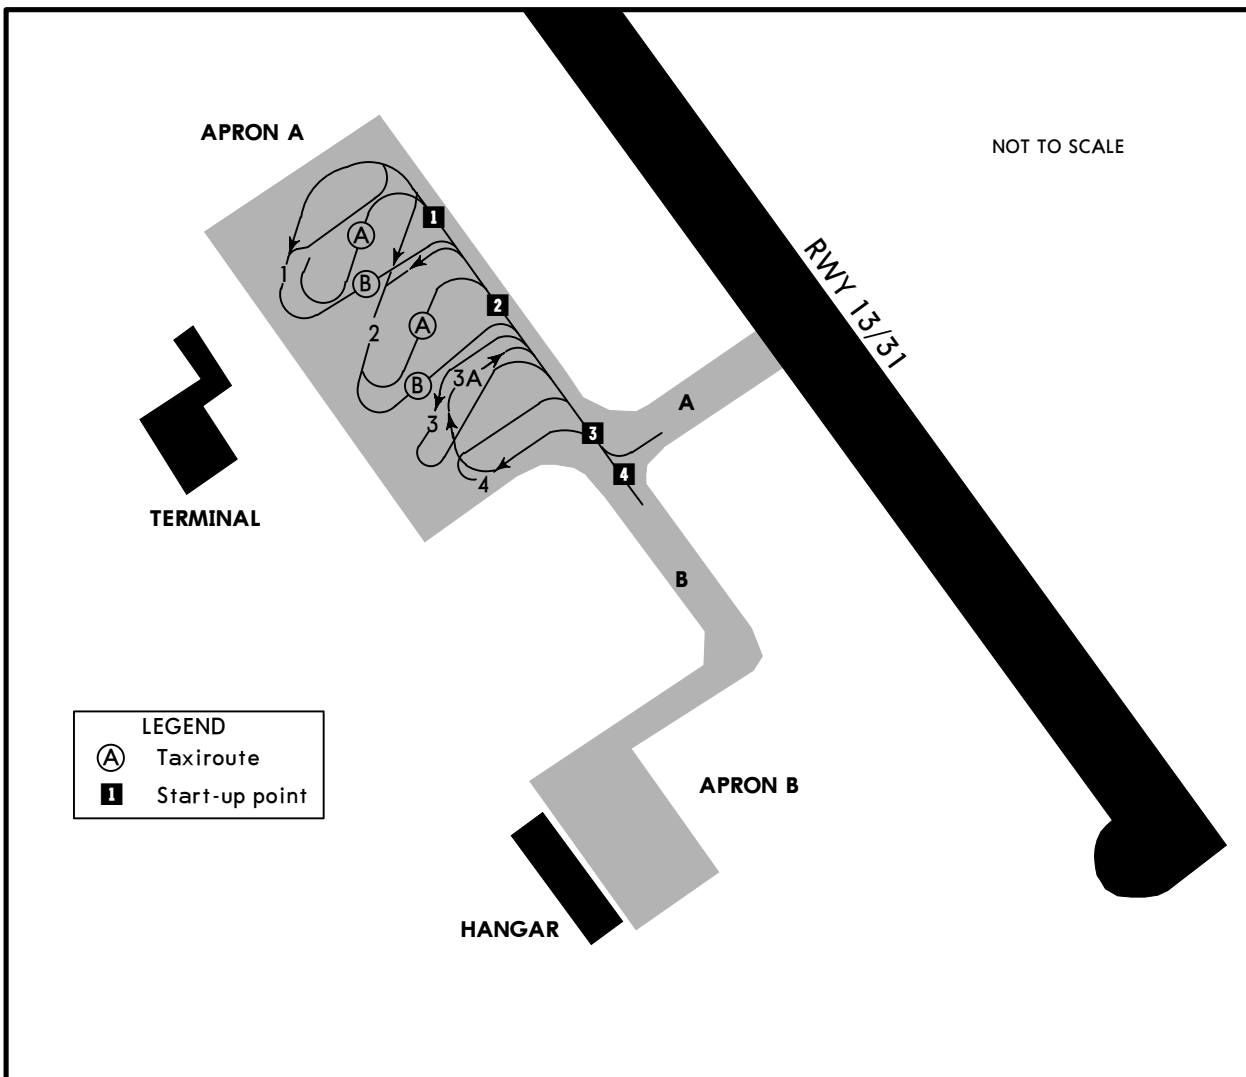 APRON A
NOT TO SCALE
1
A
RWY 13/31
1
B
2
2
A
3A
B
A
3
3
4
4
TERMINAL
B
LEGEND
A Taxiroute
1 Start-up point
APRON B
HANGAR